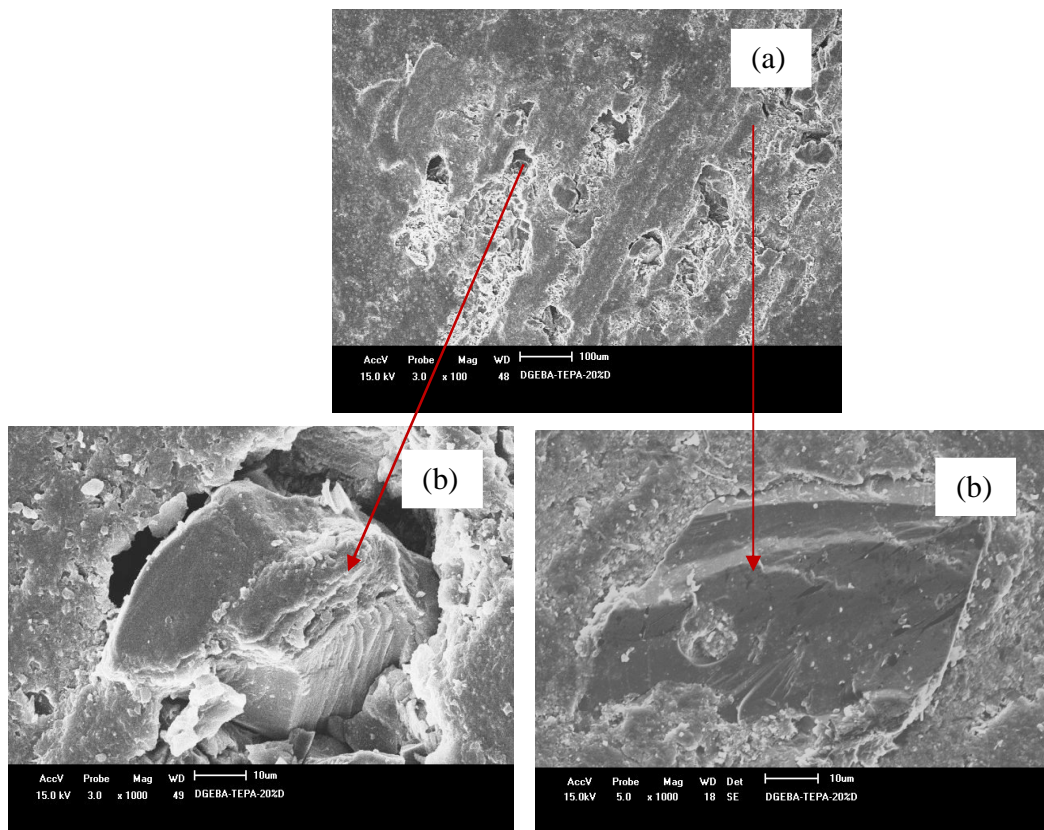 (a)
AccV Probe Mag WD 100um
15.0 kV 3.0 x 100 48 DGEBA-TEPA-20%D
(b)
AccV Probe Mag WD 10um
15.0 kV 3.0 x 1000 49 DGEBA-TEPA-20%D
(b)
AccV Probe Mag WD Det 10um
15.0kV 5.0 x 1000 18 SE DGEBA-TEPA-20%D